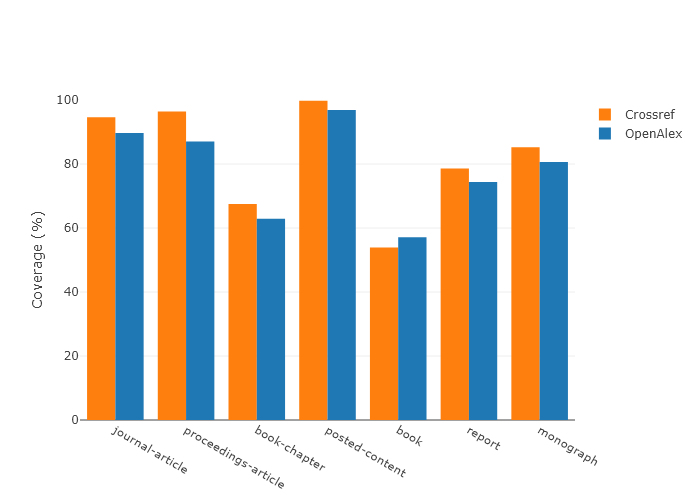 100
80
60
40
20
0
Coverage (%)
journal-article
proceedings-article
book-chapter
posted-content
book
report
monograph
Crossref
OpenAlex